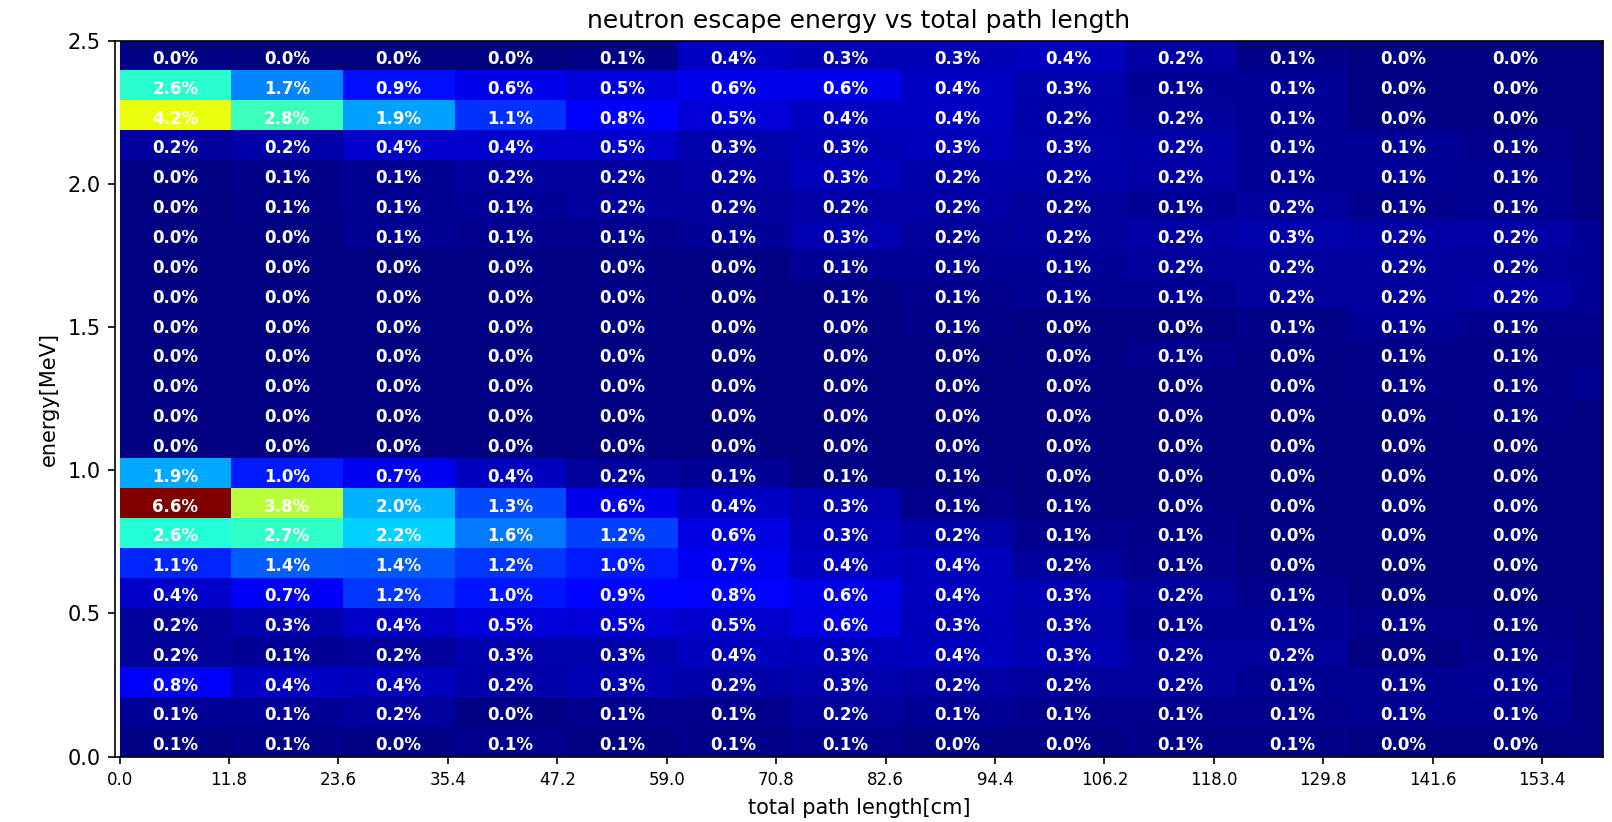 neutron escape energy vs total path length
2.5
0.0% 0.0% 0.0% 0.0% 0.1% 0.4% 0.3% 0.3% 0.4% 0.2% 0.1% 0.0% 0.0%
2.6% 1.7% 0.9% 0.6% 0.5% 0.6% 0.6% 0.4% 0.3% 0.1% 0.1% 0.0% 0.0%
4.2% 2.8% 1.9% 1.1% 0.8% 0.5% 0.4% 0.4% 0.2% 0.2% 0.1% 0.0% 0.0%
0.2% 0.2% 0.4% 0.4% 0.5% 0.3% 0.3% 0.3% 0.3% 0.2% 0.1% 0.1% 0.1%
2.0
0.0% 0.1% 0.1% 0.2% 0.2% 0.2% 0.3% 0.2% 0.2% 0.2% 0.1% 0.1% 0.1%
0.0% 0.1% 0.1% 0.1% 0.2% 0.2% 0.2% 0.2% 0.2% 0.1% 0.2% 0.1% 0.1%
0.0% 0.0% 0.1% 0.1% 0.1% 0.1% 0.3% 0.2% 0.2% 0.2% 0.3% 0.2% 0.2%
0.0% 0.0% 0.0% 0.0% 0.0% 0.0% 0.1% 0.1% 0.1% 0.2% 0.2% 0.2% 0.2%
0.0% 0.0% 0.0% 0.0% 0.0% 0.0% 0.1% 0.1% 0.1% 0.1% 0.2% 0.2% 0.2%
1.5
0.0% 0.0% 0.0% 0.0% 0.0% 0.0% 0.0% 0.1% 0.0% 0.0% 0.1% 0.1% 0.1%
0.0% 0.0% 0.0% 0.0% 0.0% 0.0% 0.0% 0.0% 0.0% 0.1% 0.0% 0.1% 0.1%
0.0% 0.0% 0.0% 0.0% 0.0% 0.0% 0.0% 0.0% 0.0% 0.0% 0.0% 0.1% 0.1%
0.0% 0.0% 0.0% 0.0% 0.0% 0.0% 0.0% 0.0% 0.0% 0.0% 0.0% 0.0% 0.1%
0.0% 0.0% 0.0% 0.0% 0.0% 0.0% 0.0% 0.0% 0.0% 0.0% 0.0% 0.0% 0.0%
1.0
1.9% 1.0% 0.7% 0.4% 0.2% 0.1% 0.1% 0.1% 0.0% 0.0% 0.0% 0.0% 0.0%
6.6% 3.8% 2.0% 1.3% 0.6% 0.4% 0.3% 0.1% 0.1% 0.0% 0.0% 0.0% 0.0%
2.6% 2.7% 2.2% 1.6% 1.2% 0.6% 0.3% 0.2% 0.1% 0.1% 0.0% 0.0% 0.0%
1.1% 1.4% 1.4% 1.2% 1.0% 0.7% 0.4% 0.4% 0.2% 0.1% 0.0% 0.0% 0.0%
0.4% 0.7% 1.2% 1.0% 0.9% 0.8% 0.6% 0.4% 0.3% 0.2% 0.1% 0.0% 0.0%
0.5
0.2% 0.3% 0.4% 0.5% 0.5% 0.5% 0.6% 0.3% 0.3% 0.1% 0.1% 0.1% 0.1%
0.2% 0.1% 0.2% 0.3% 0.3% 0.4% 0.3% 0.4% 0.3% 0.2% 0.2% 0.0% 0.1%
0.8% 0.4% 0.4% 0.2% 0.3% 0.2% 0.3% 0.2% 0.2% 0.2% 0.1% 0.1% 0.1%
0.1% 0.1% 0.2% 0.0% 0.1% 0.1% 0.2% 0.1% 0.1% 0.1% 0.1% 0.1% 0.1%
0.1% 0.1% 0.0% 0.1% 0.1% 0.1% 0.1% 0.0% 0.0% 0.1% 0.1% 0.0% 0.0%
0.0
energy[MeV]
0.0 11.8 23.6 35.4 47.2 59.0 70.8 82.6 94.4 106.2 118.0 129.8 141.6 153.4
total path length[cm]